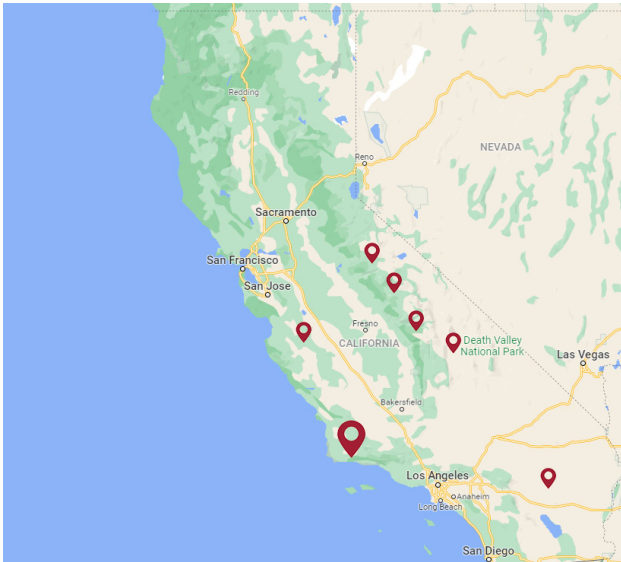 Redding
NEVADA
Reno
Sacramento
San Francisco
San Jose
Fresno
CALIFORNIA
Death Valley
National Park
Las Vegas
Bakersfield
Los Angeles
Anaheim
Long Beach
San Diego